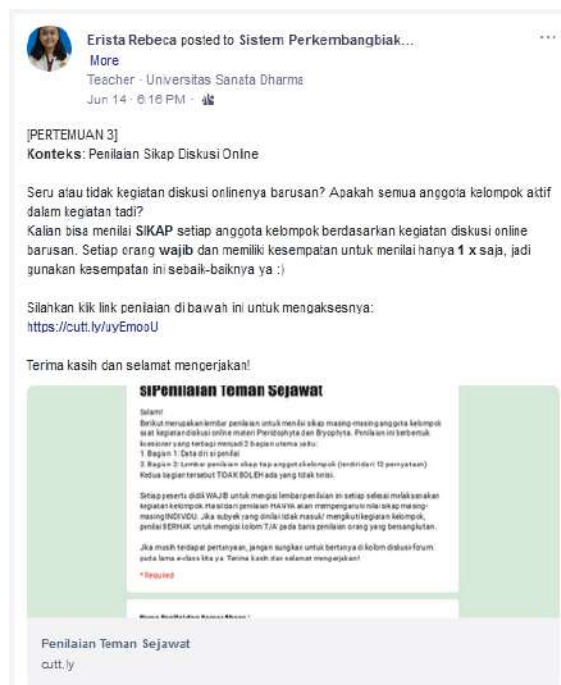 Erista Rebeca posted to Sistem Perkembangbiak...
More
Teacher · Universitas Sanata Dharma
Jun 14 · 6:16 PM ·
[PERTEMUAN 3]
Konteks: Penilaian Sikap Diskusi Online
Seru atau tidak kegiatan diskusi onlinenya barusan? Apakah semua anggota kelompok aktif
dalam kegiatan tadi?
Kalian bisa menilai SIKAP setiap anggota kelompok berdasarkan kegiatan diskusi online
barusan. Setiap orang wajib dan memiliki kesempatan untuk menilai hanya 1 x saja, jadi
gunakan kesempatan ini sebaik-baiknya ya :)
Silahkan klik link penilaian di bawah ini untuk mengaksesnya:
https://cutt.ly/uyEmooU
Terima kasih dan selamat mengerjakan!
SIPenilaian Teman Sejawat
Salam!
Berikut merupakan lembar penilaian untuk menilai sikap masing-masing anggota kelompok
saat kegiatan diskusi online materi Pteridophyta dan Bryophyta. Penilaian ini berbentuk
kuesioner yang terbagi menjadi 2 bagian utama yaitu:
1. Bagian 1: Data diri si penilai
2. Bagian 2: Lembar penilaian sikap tiap anggota kelompok (terdiri dari 12 pernyataan)
Kedua bagian tersebut TIDAK BOLEH ada yang tidak terisi.
Setiap peserta didik WAJIB untuk mengisi lembar penilaian ini setiap selesai melaksanakan
kegiatan kelompok. Hasil dari penilaian HANYA akan mempengaruhi nilai sikap masing-
masing INDIVIDU. Jika subyek yang dinilai tidak masuk/ mengikuti kegiatan kelompok,
penilai BERHAK untuk mengisi kolom 'T/A' pada baris penilaian orang yang bersangkutan.
Jika masih terdapat pertanyaan, jangan sungkan untuk bertanya di kolom diskusi forum
pada laman e-class kita ya. Terima kasih dan selamat mengerjakan!
* Required
Penilaian Teman Sejawat
cutt.ly